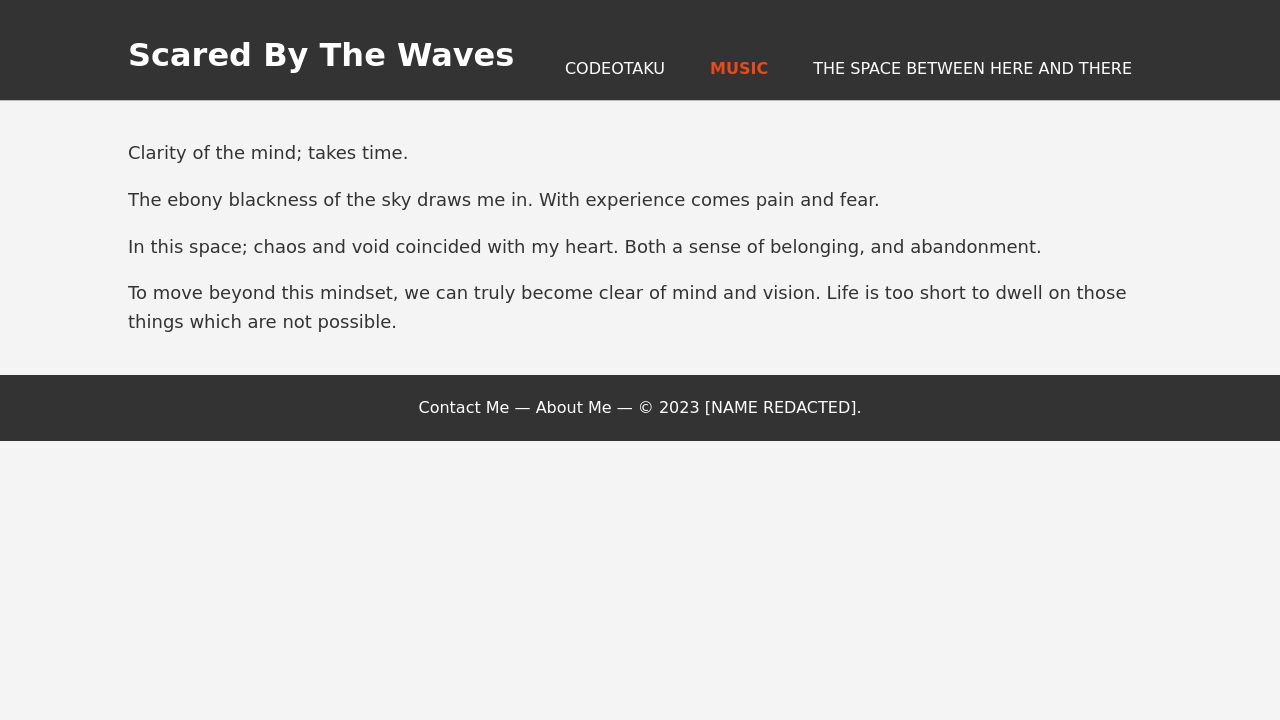 Scared By The Waves
CODEOTAKU
MUSIC
THE SPACE BETWEEN HERE AND THERE
Clarity of the mind; takes time.
The ebony blackness of the sky draws me in. With experience comes pain and fear.
In this space; chaos and void coincided with my heart. Both a sense of belonging, and abandonment.
To move beyond this mindset, we can truly become clear of mind and vision. Life is too short to dwell on those
things which are not possible.
Contact Me — About Me — © 2023 [NAME REDACTED].